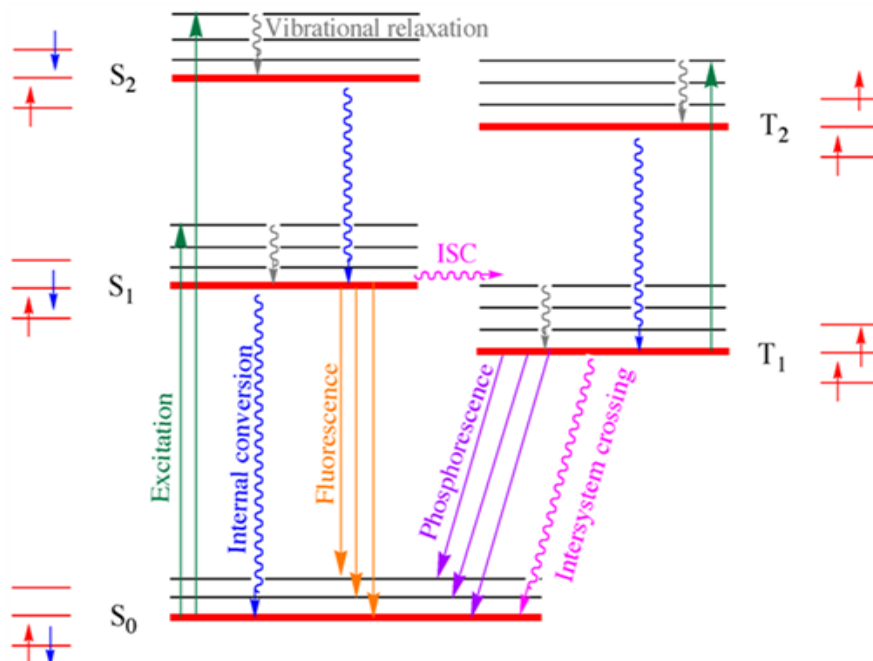 Vibrational relaxation
S2
T2
ISC
S1
T1
Excitation
Internal conversion
Fluorescence
Phosphorescence
Intersystem crossing
S0